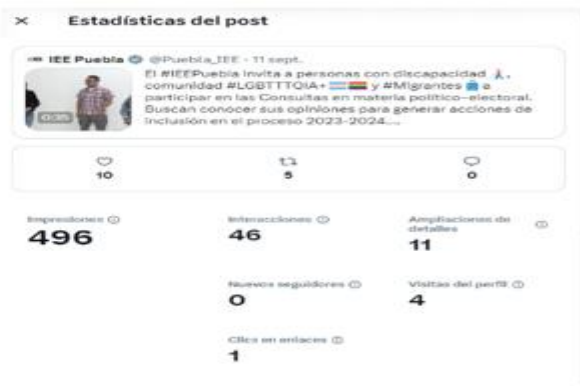 × Estadísticas del post
IEE Puebla @Puebla_IEE · 11 sept.
El #IEEPuebla invita a personas con discapacidad
comunidad #LGBTTTQIA+ y #Migrantes a
participar en las Consultas en materia político-electoral.
Buscan conocer sus opiniones para generar acciones de
inclusión en el proceso 2023-2024....
0:35
10 5 0
Impresiones Interacciones Ampliaciones de
detalles
496 46 11
Nuevos seguidores Visitas del perfil
0 4
Clics en enlaces
1